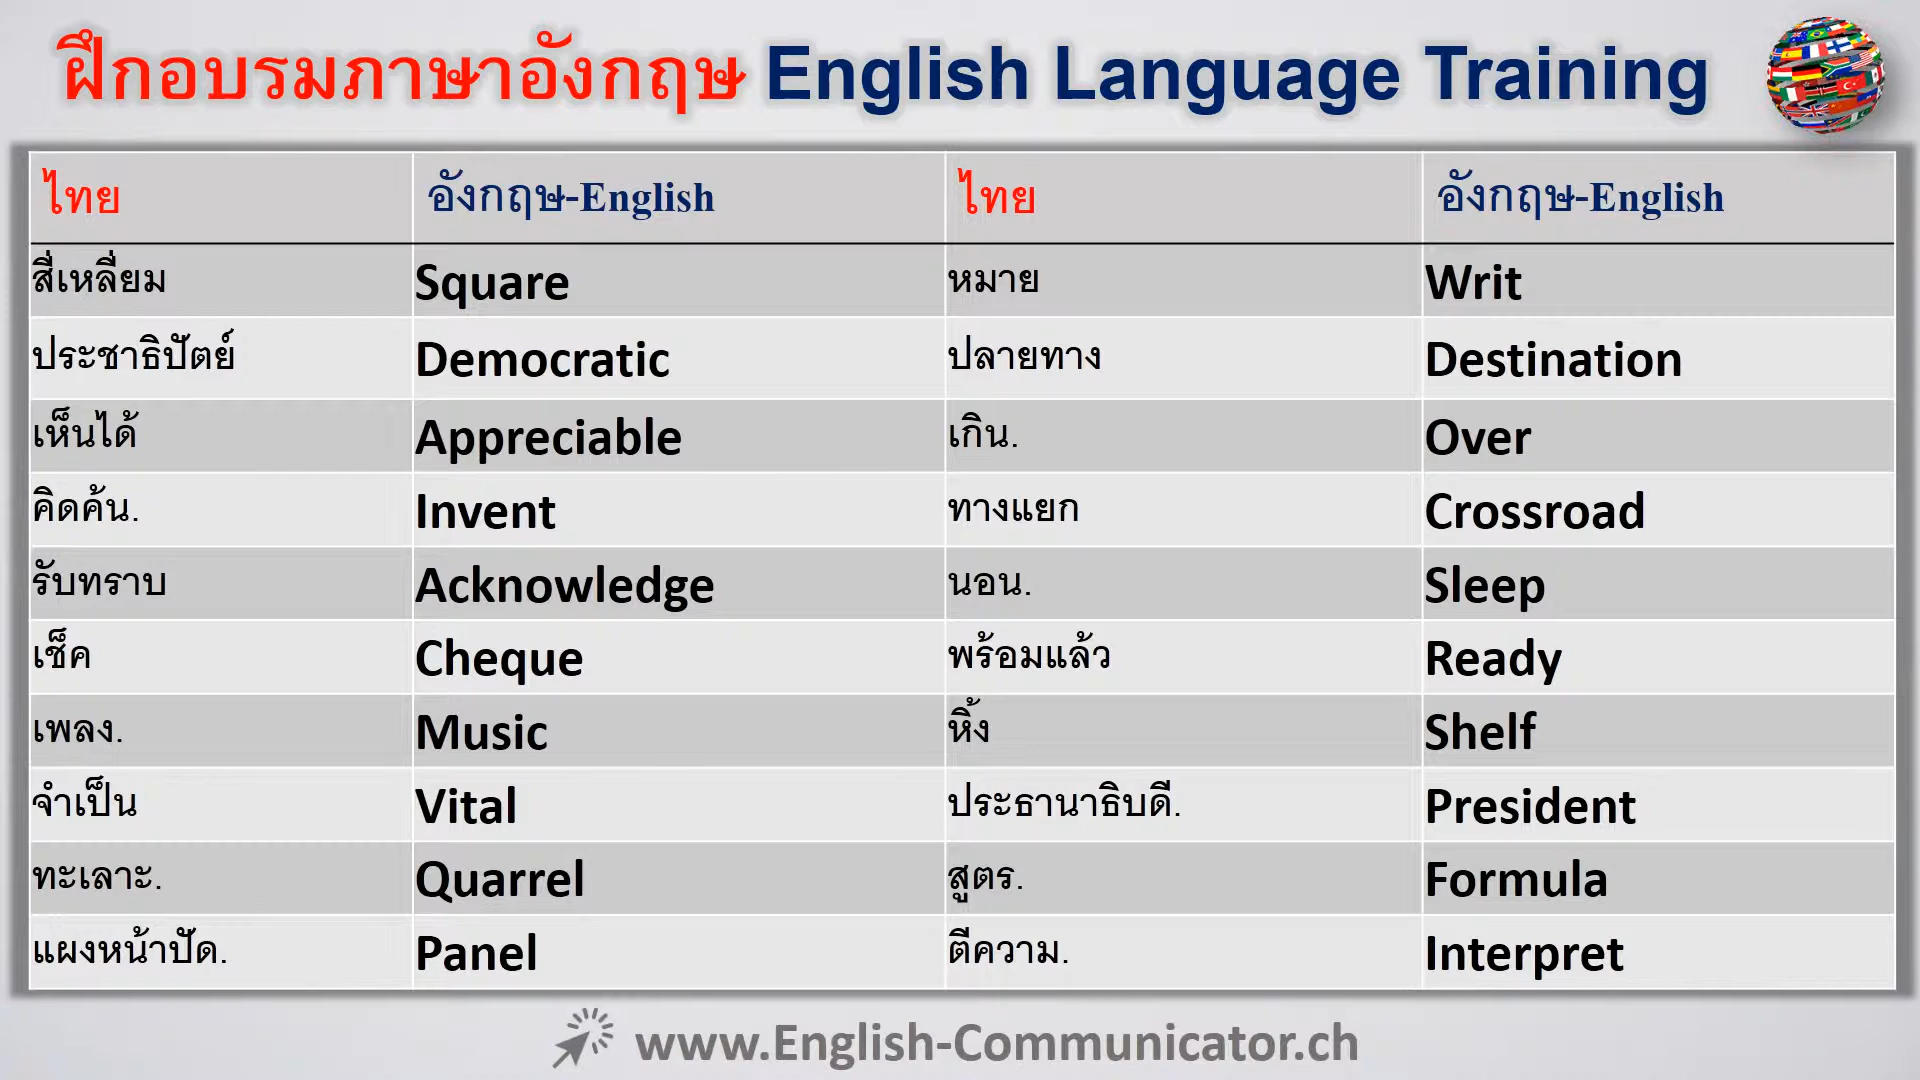 ฝึกอบรมภาษาอังกฤษ English Language Training
ไทย อังกฤษ-English ไทย อังกฤษ-English
สี่เหลี่ยม Square หมาย Writ
ประชาธิปัตย์ Democratic ปลายทาง Destination
เห็นได้ Appreciable เกิน. Over
คิดค้น. Invent ทางแยก Crossroad
รับทราบ Acknowledge นอน. Sleep
เช็ค Cheque พร้อมแล้ว Ready
เพลง. Music หิ้ง Shelf
จำเป็น Vital ประธานาธิบดี. President
ทะเลาะ. Quarrel สูตร. Formula
แผงหน้าปัด. Panel ตีความ. Interpret
www.English-Communicator.ch